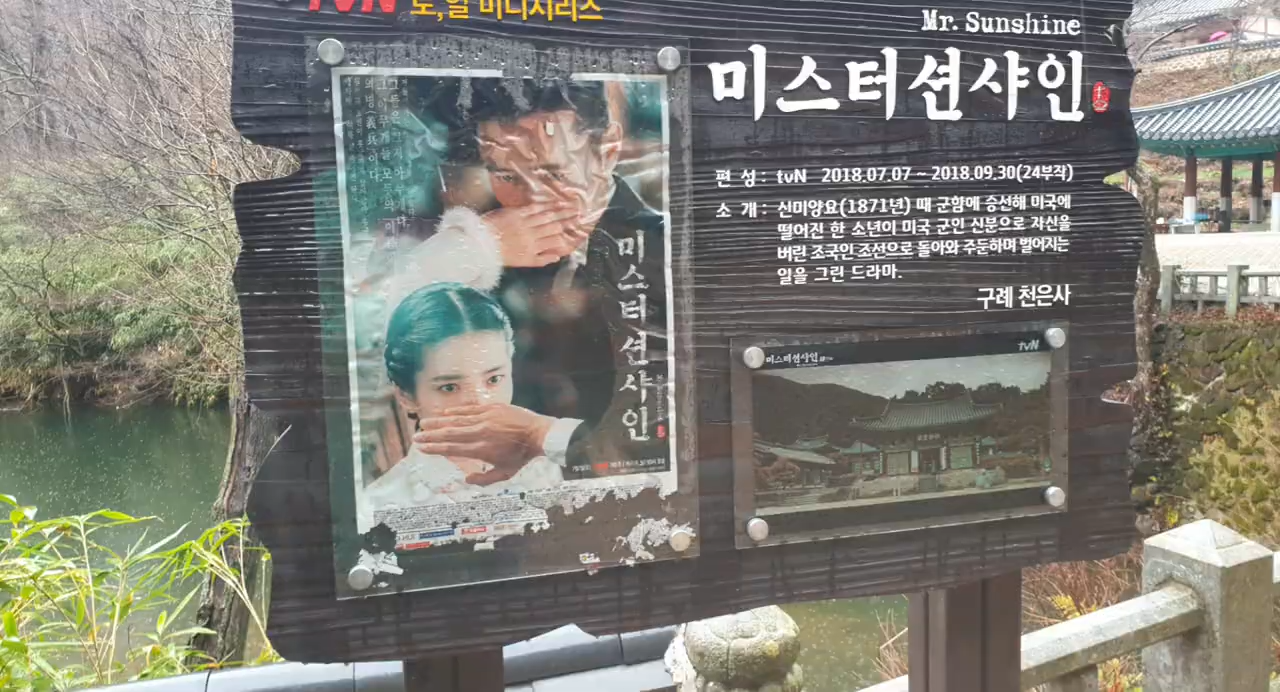 tvN 토,일 미니시리즈
Mr. Sunshine
미스터션샤인
편 성 : tvN 2018.07.07 ~ 2018.09.30(24부작)
소 개 : 신미양요(1871년) 때 군함에 승선해 미국에
떨어진 한 소년이 미국 군인 신분으로 자신을
버린 조국인 조선으로 돌아와 주둔하며 벌어지는
일을 그린 드라마.
구례 천은사
미스터션샤인
tvN
미스터션샤인